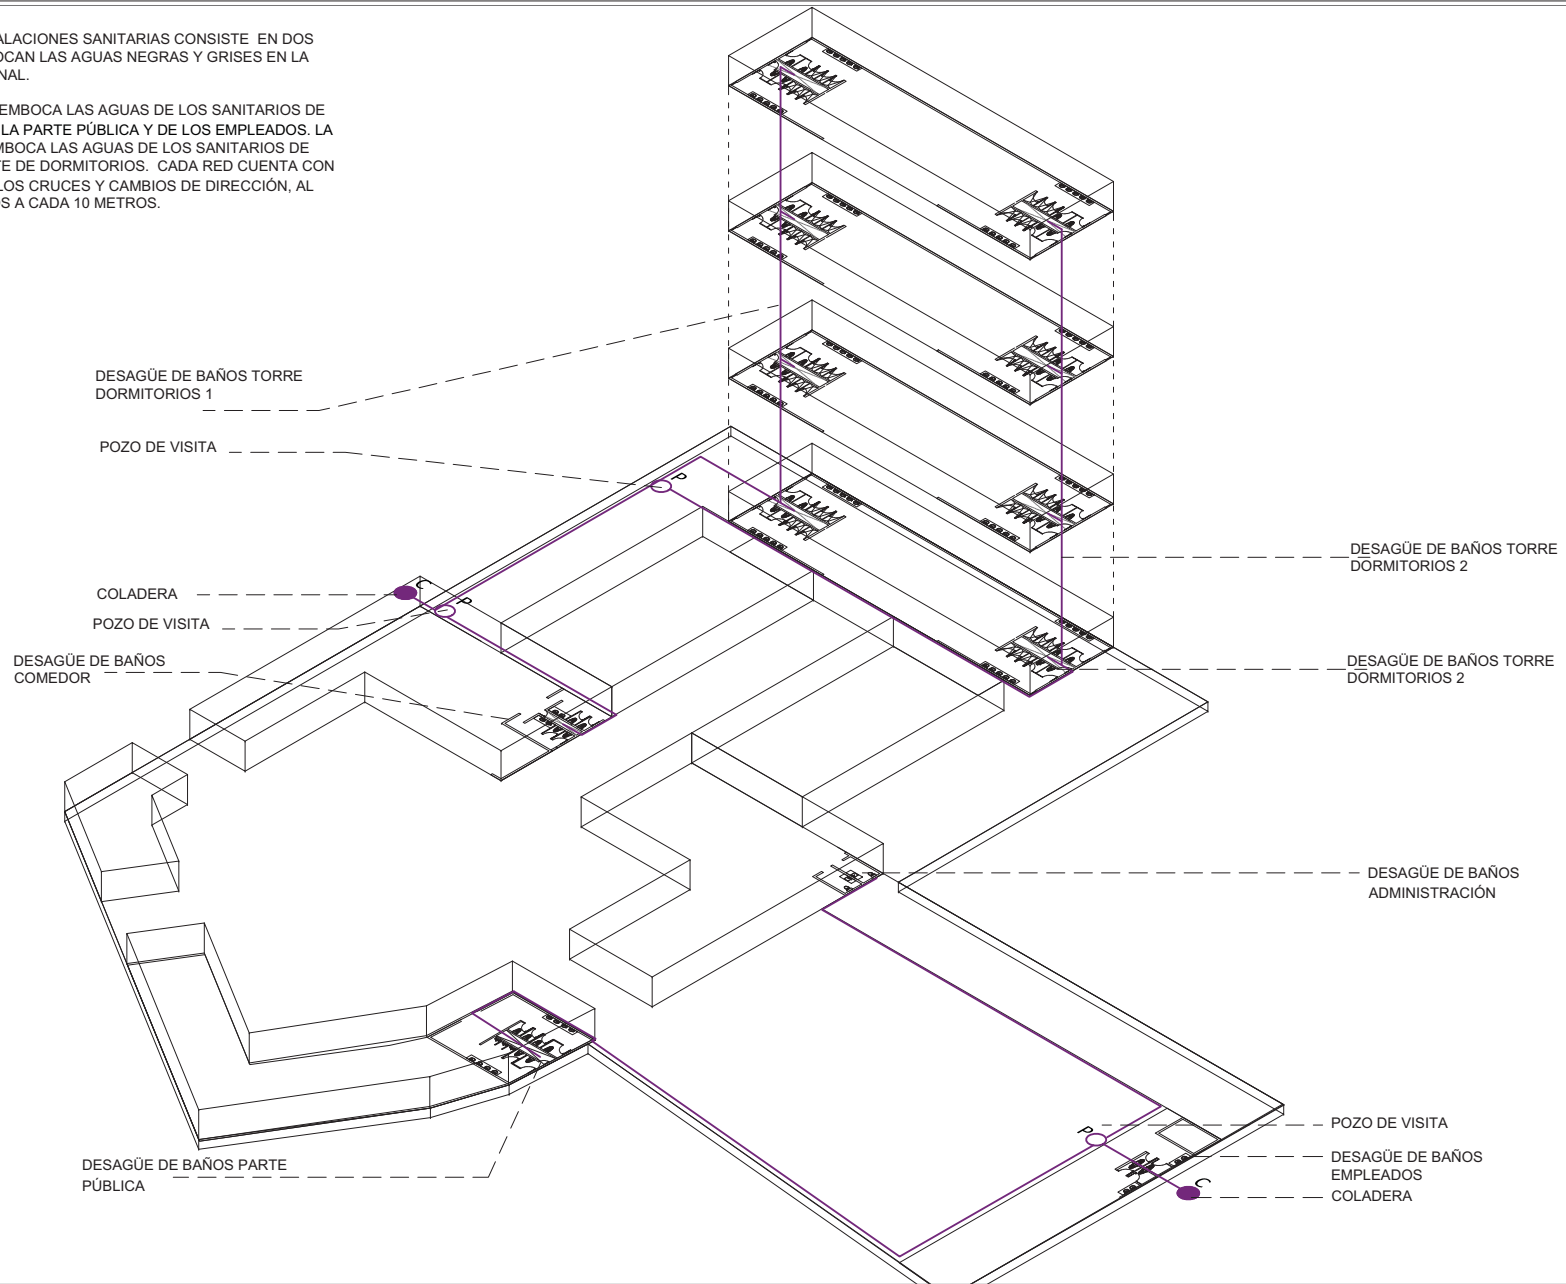 ALACIONES SANITARIAS CONSISTE EN DOS
OCAN LAS AGUAS NEGRAS Y GRISES EN LA
NAL.
EMBOCA LAS AGUAS DE LOS SANITARIOS DE
LA PARTE PÚBLICA Y DE LOS EMPLEADOS. LA
MBOCA LAS AGUAS DE LOS SANITARIOS DE
TE DE DORMITORIOS. CADA RED CUENTA CON
LOS CRUCES Y CAMBIOS DE DIRECCIÓN, AL
OS A CADA 10 METROS.
DESAGÜE DE BAÑOS TORRE
DORMITORIOS 1
POZO DE VISITA
P
COLADERA
C
POZO DE VISITA
P
DESAGÜE DE BAÑOS
COMEDOR
DESAGÜE DE BAÑOS TORRE
DORMITORIOS 2
DESAGÜE DE BAÑOS TORRE
DORMITORIOS 2
DESAGÜE DE BAÑOS
ADMINISTRACIÓN
DESAGÜE DE BAÑOS PARTE
PÚBLICA
P
POZO DE VISITA
DESAGÜE DE BAÑOS
EMPLEADOS
C
COLADERA